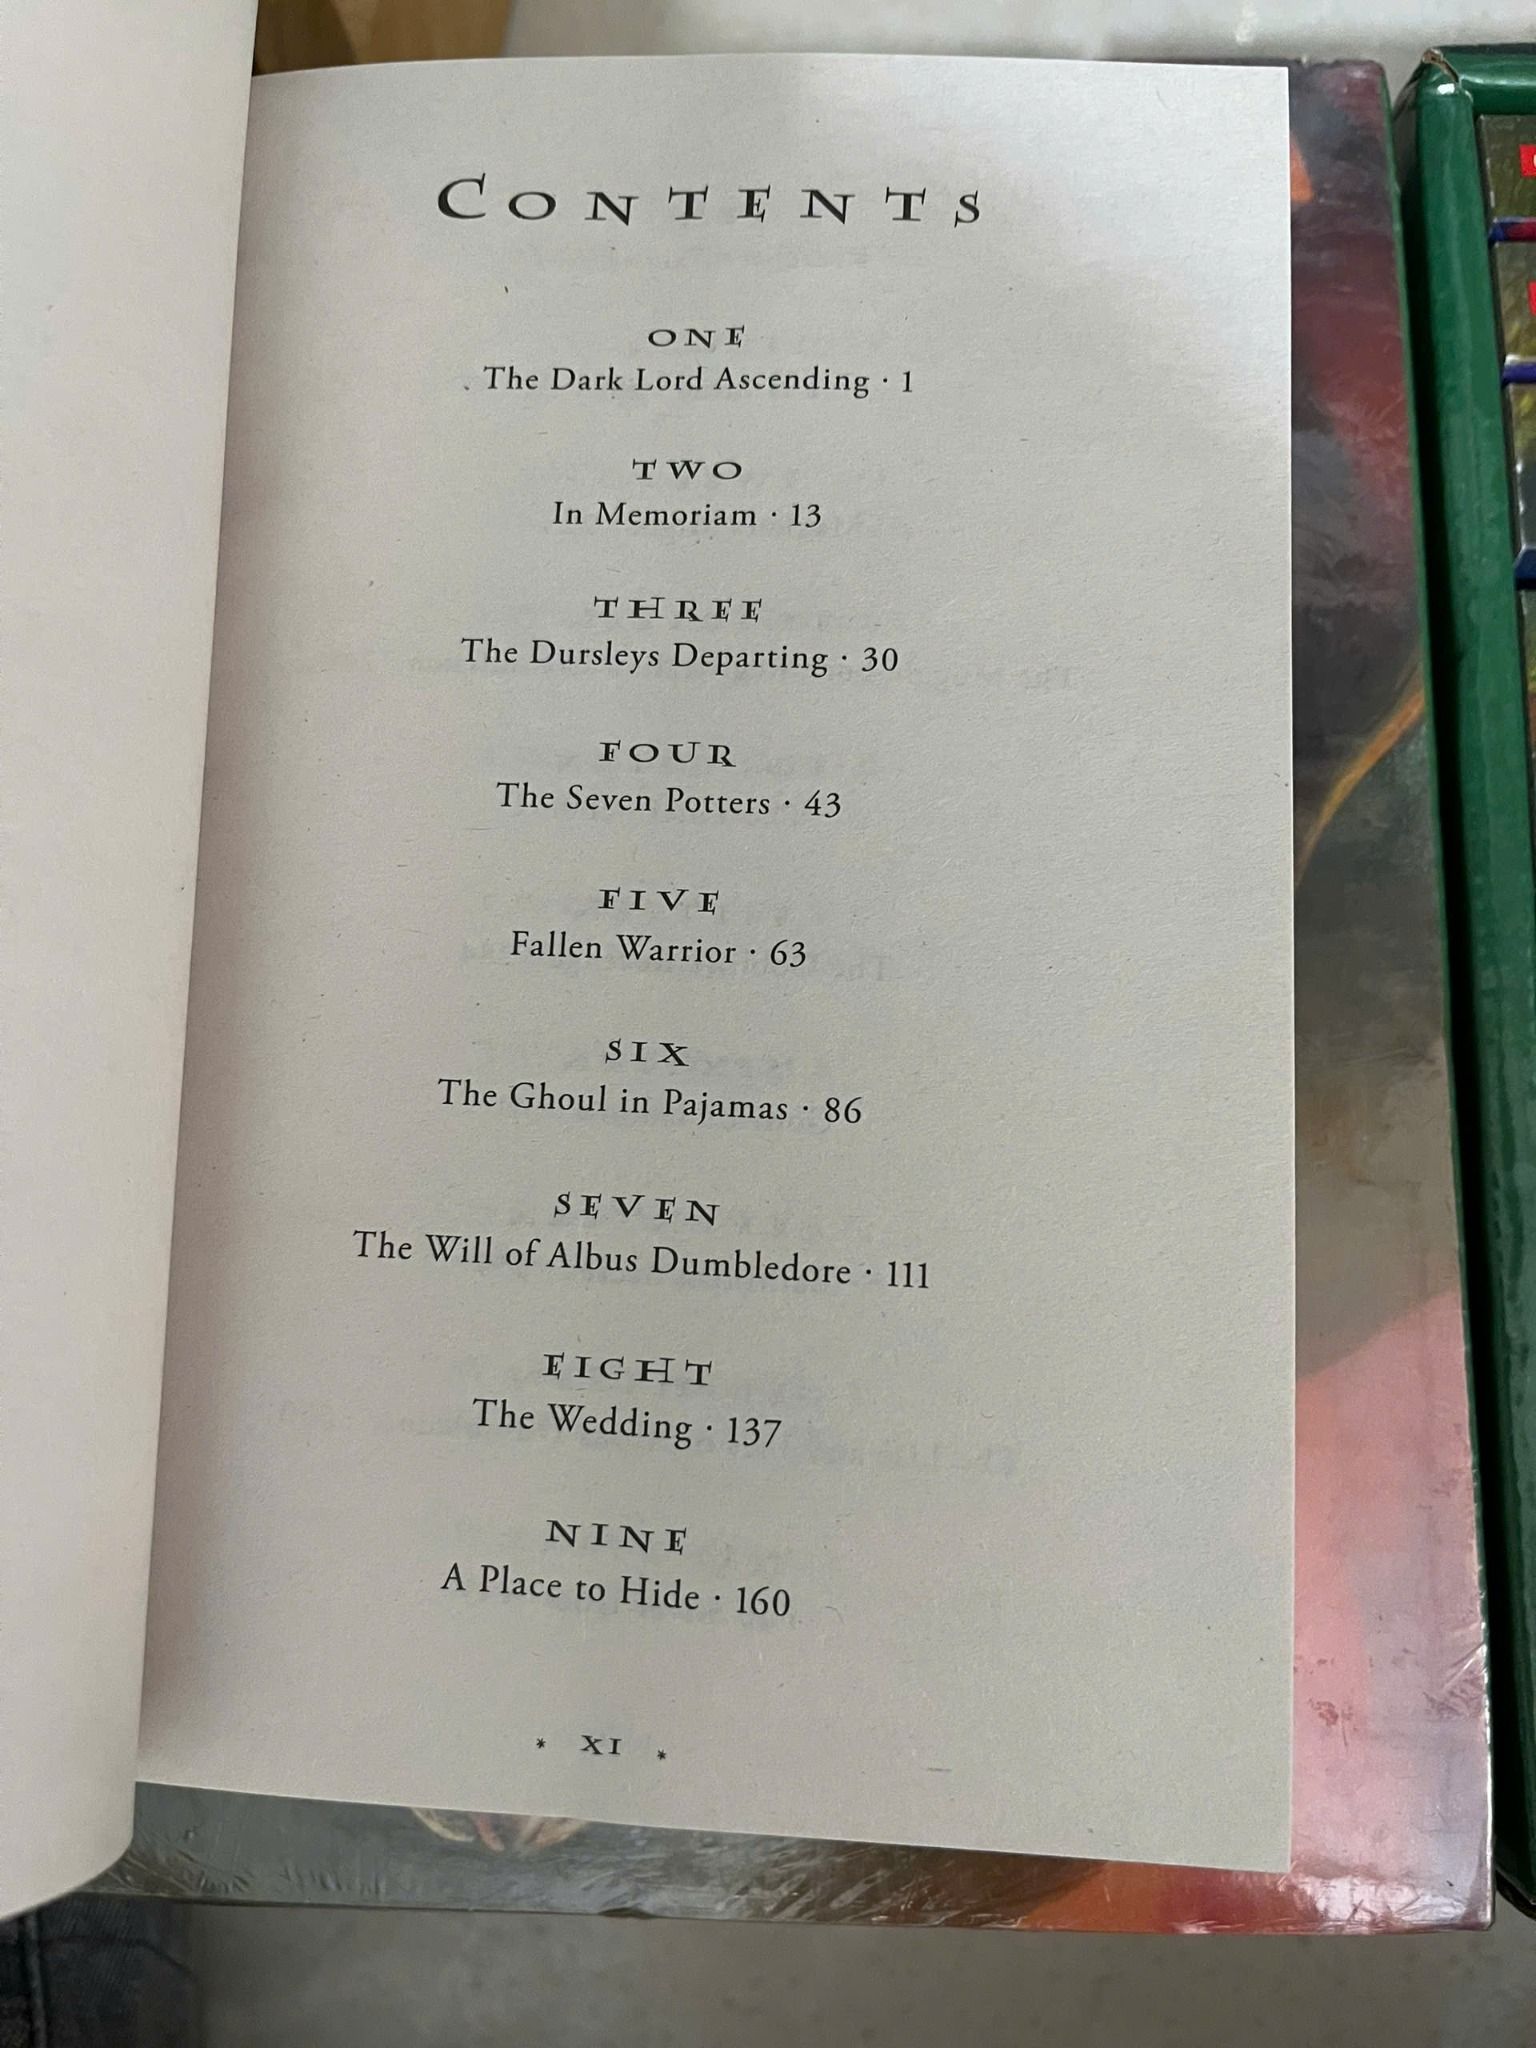 CONTENTS
ONE
The Dark Lord Ascending · 1
TWO
In Memoriam · 13
THREE
The Dursleys Departing · 30
FOUR
The Seven Potters · 43
FIVE
Fallen Warrior · 63
SIX
The Ghoul in Pajamas · 86
SEVEN
The Will of Albus Dumbledore · 111
EIGHT
The Wedding · 137
NINE
A Place to Hide · 160
* XI *